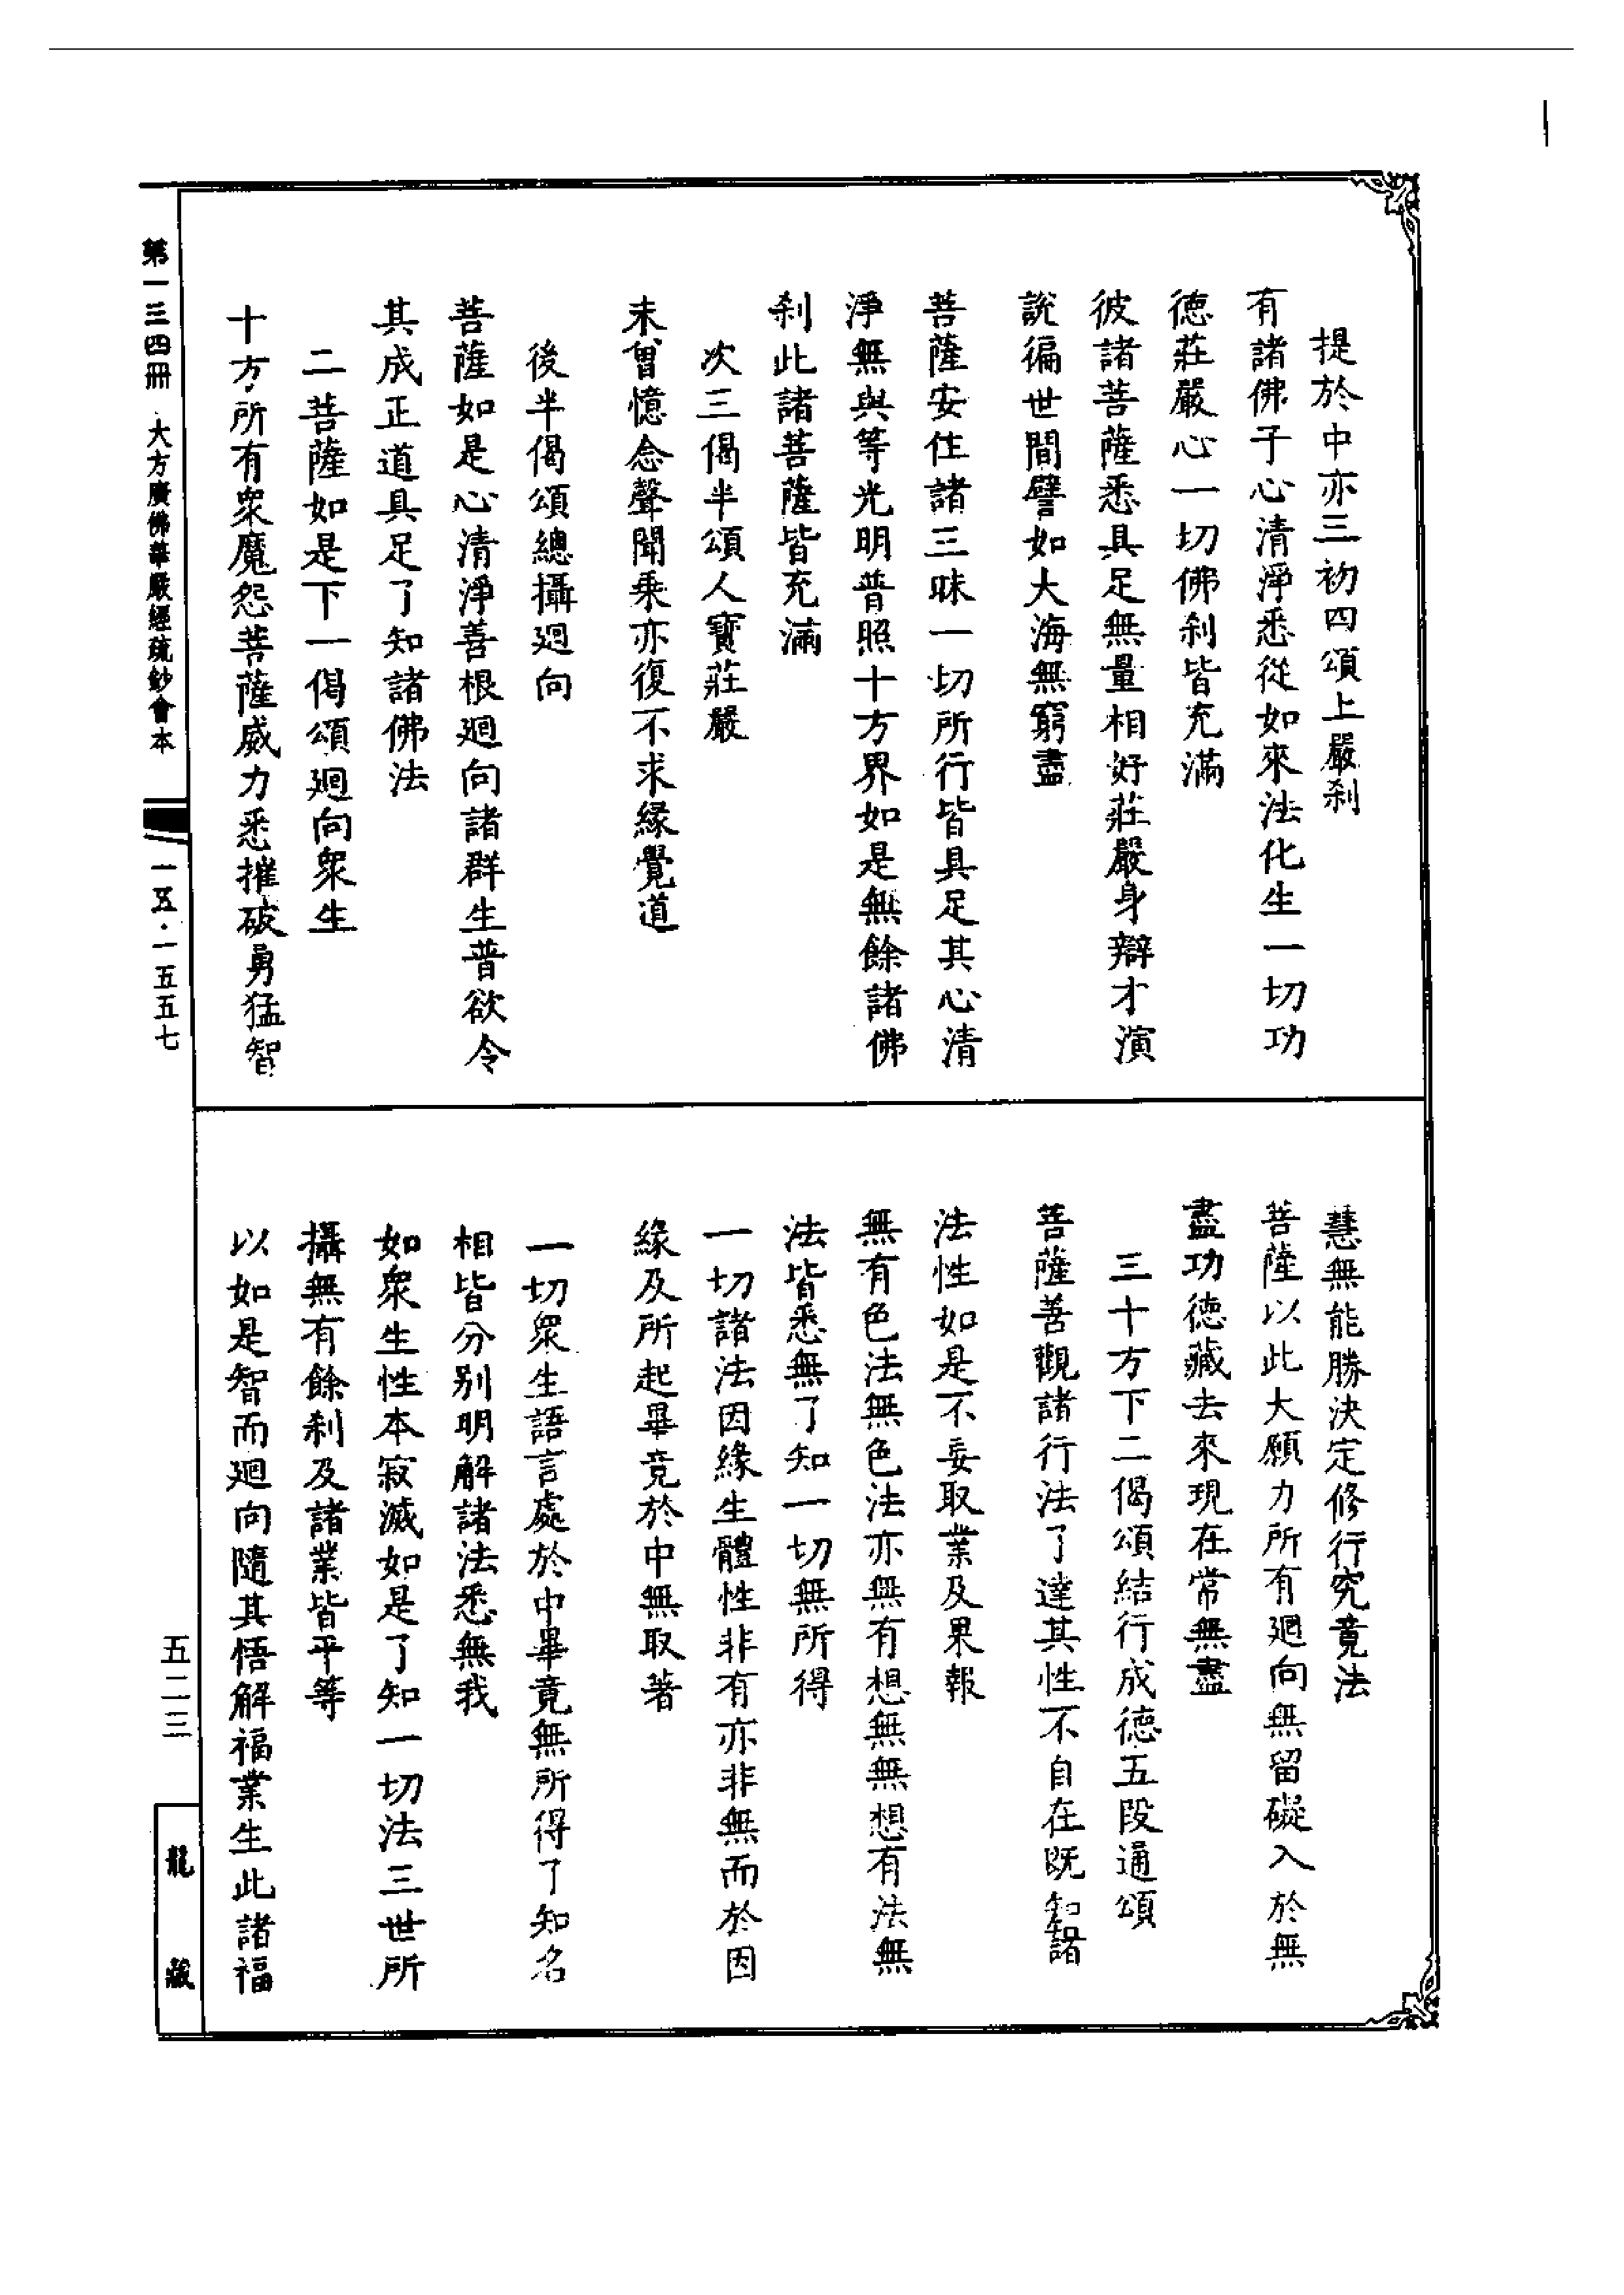 提於中亦三初四頌上嚴剎
有諸佛子心清淨悉從如來法化生一切功
德莊嚴心一切佛剎皆充滿
彼諸菩薩悉具足無量相好莊嚴身辯才演
說徧世間譬如大海無窮盡
菩薩安住諸三昧一切所行皆具足其心清
淨無與等光明普照十方界如是無餘諸佛
剎此諸菩薩皆充滿
次三偈半頌人寶莊嚴
未曾憶念聲聞乘亦復不求緣覺道
後半偈頌總攝迴向
菩薩如是心清淨善根迴向諸群生普欲令
其成正道具足了知諸佛法
二菩薩如是下一偈頌迴向眾生
十方所有眾魔怨菩薩威力悉摧破勇猛智
慧無能勝決定修行究竟法
菩薩以此大願力所有迴向無留礙入於無
盡功德藏去來現在常無盡
三十方下二偈頌結行成德五段通頌
菩薩善觀諸行法了達其性不自在既知諸
法性如是不妄取業及果報
無有色法無色法亦無有想無無想有法無
法皆悉無了知一切無所得
一切諸法因緣生體性非有亦非無而於因
緣及所起畢竟於中無取著
一切眾生語言處於中畢竟無所得了知名
相皆分別明解諸法悉無我
如眾生性本寂滅如是了知一切法三世所
攝無有餘剎及諸業皆平等
以如是智而迴向隨其悟解福業生此諸福
第一三四冊 大方廣佛華嚴經疏鈔會本
一五·一五五七
五二三
龍藏